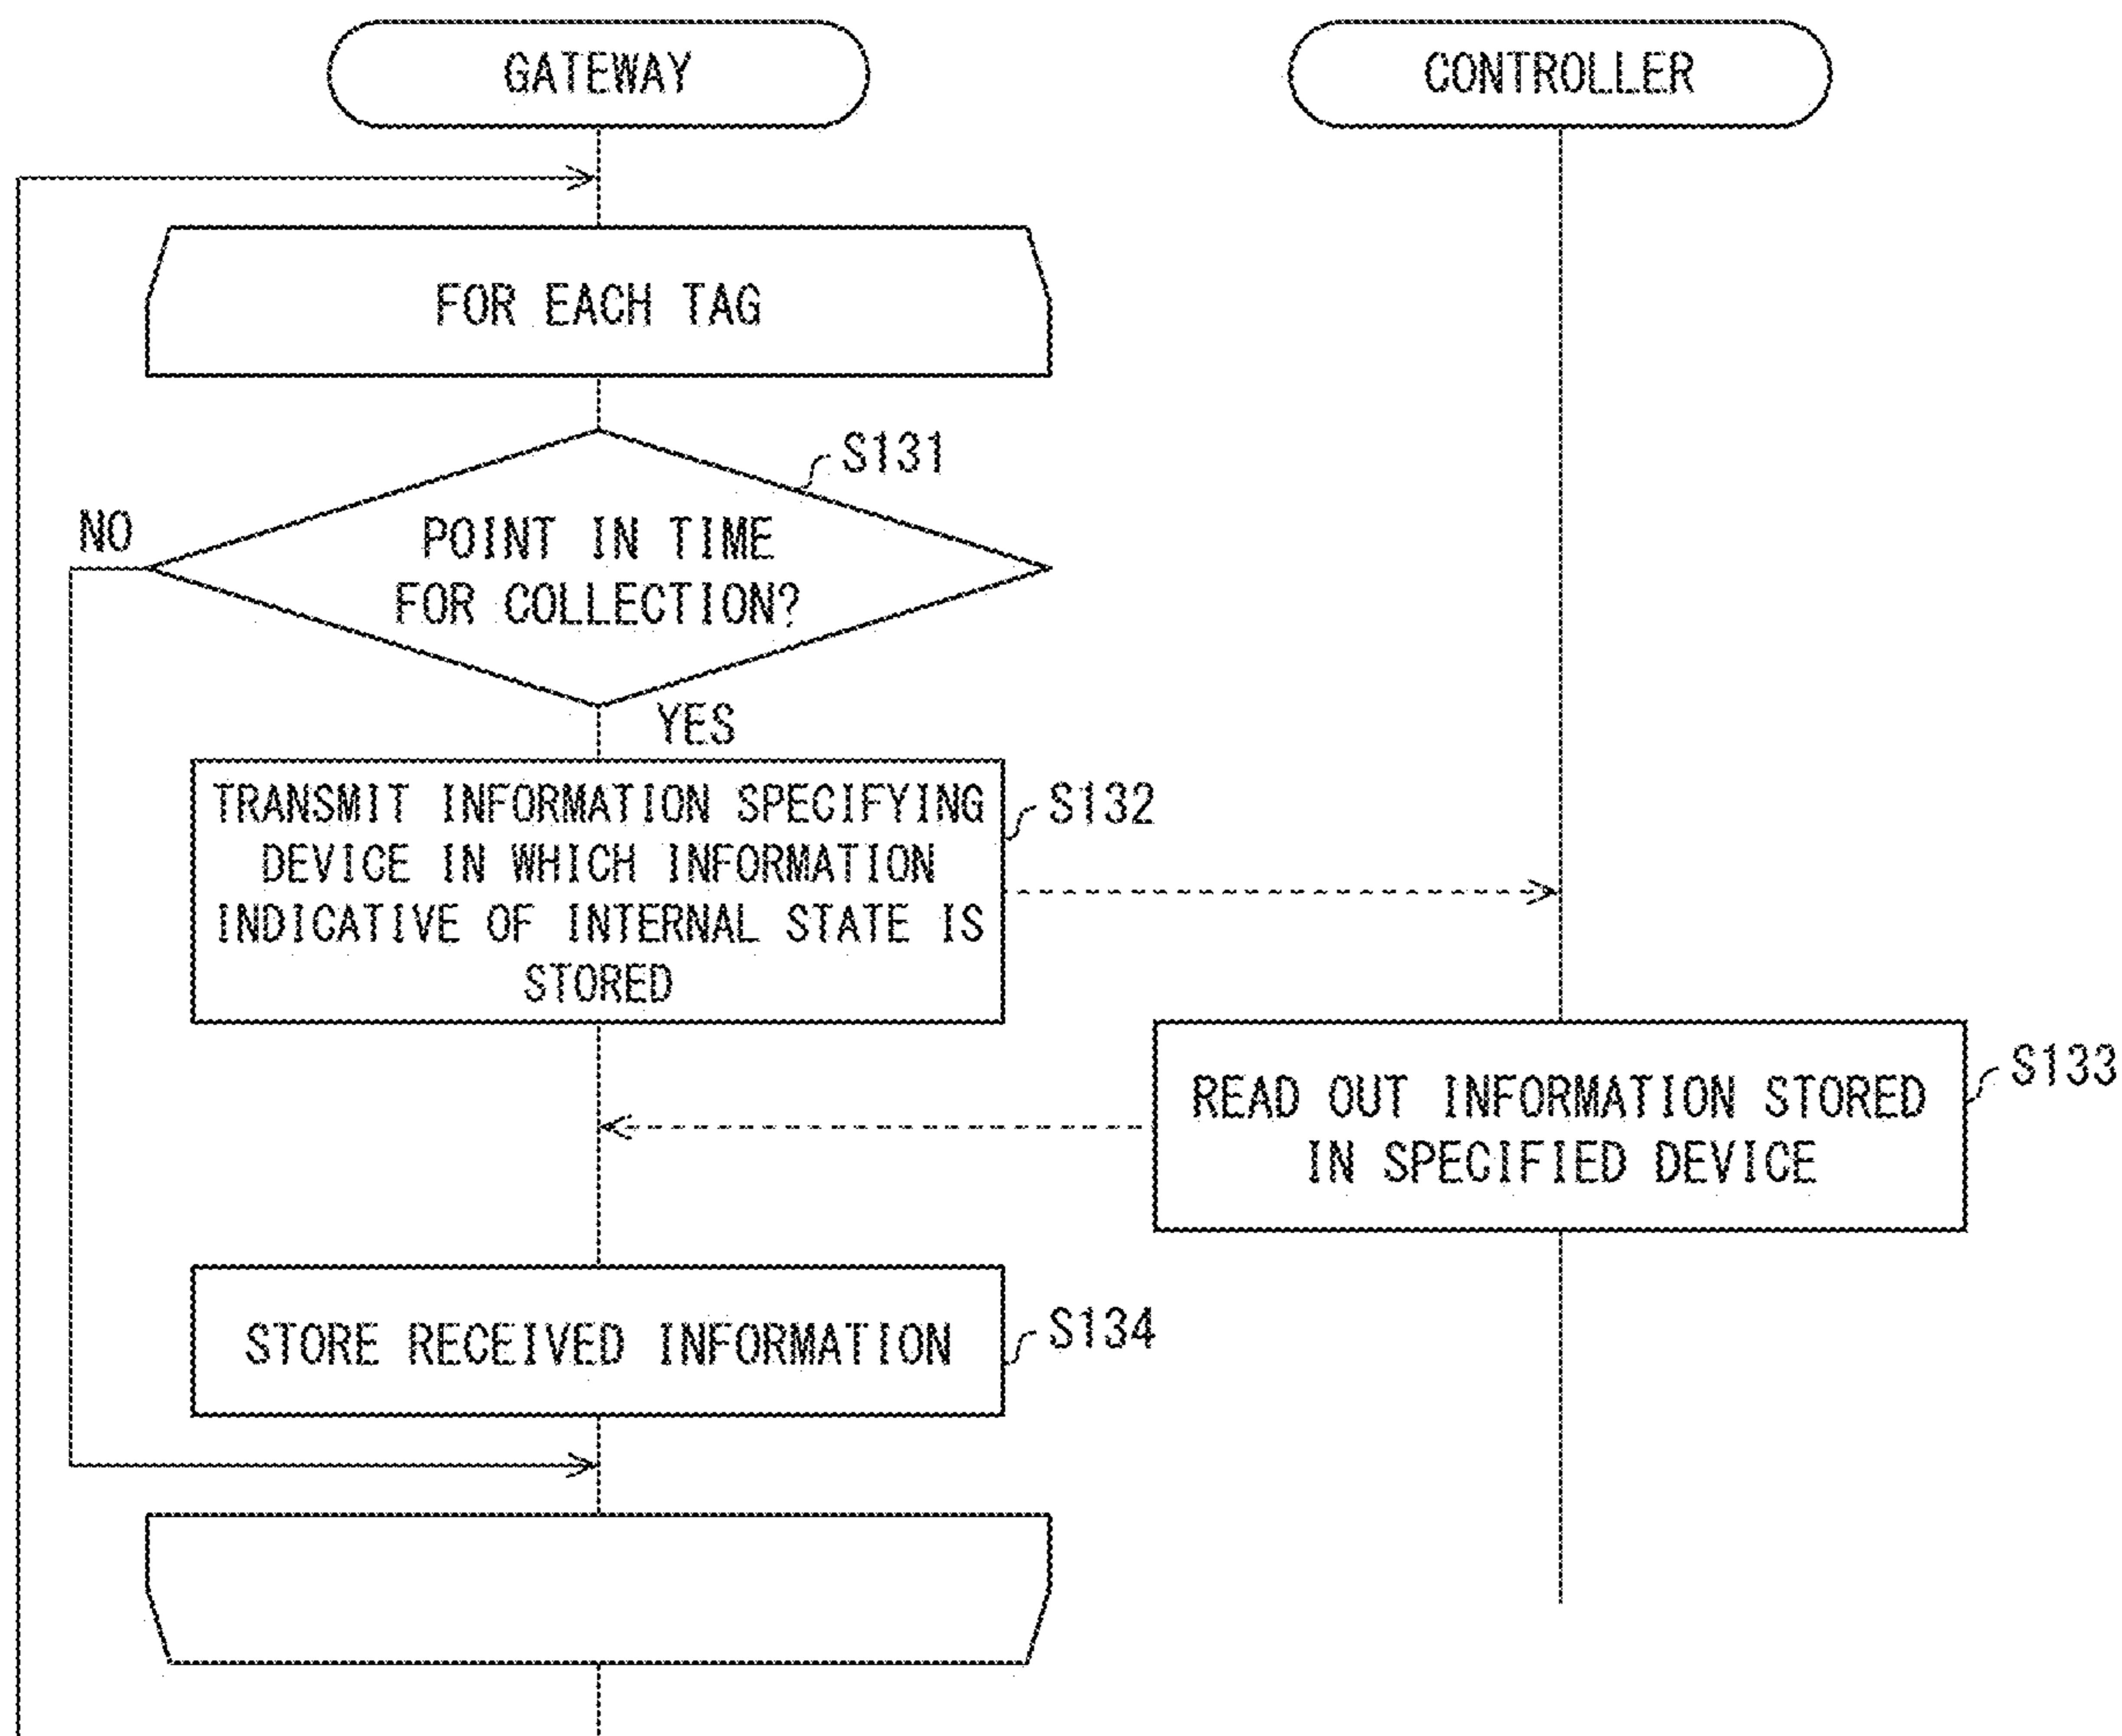 GATEWAY
CONTROLLER
FOR EACH TAG
S131
NO
POINT IN TIME
FOR COLLECTION?
YES
TRANSMIT INFORMATION SPECIFYING
DEVICE IN WHICH INFORMATION
INDICATIVE OF INTERNAL STATE IS
STORED
S132
READ OUT INFORMATION STORED
IN SPECIFIED DEVICE
S133
STORE RECEIVED INFORMATION
S134